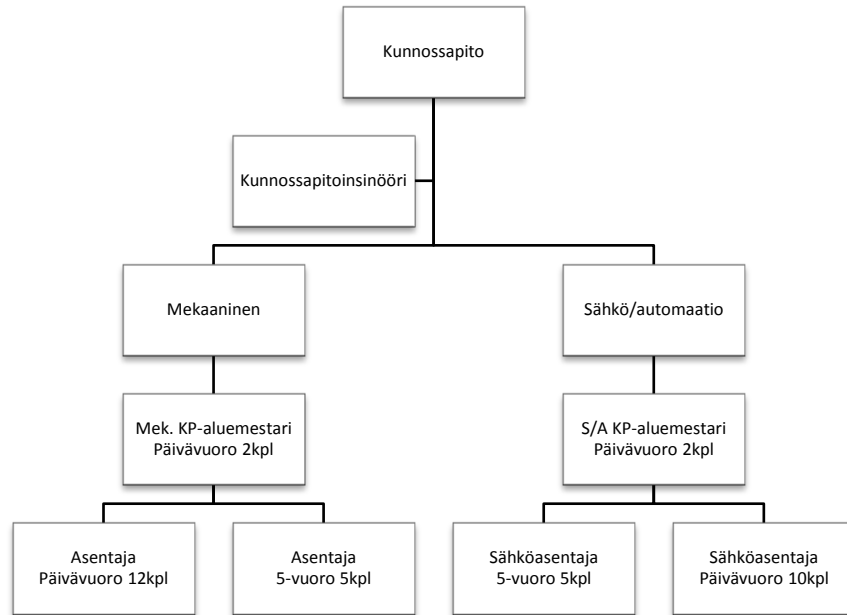 Kunnossapito
Kunnossapitoinsinööri
Mekaaninen
Sähkö/automaatio
Mek. KP-aluemestari
Päivävuoro 2kpl
S/A KP-aluemestari
Päivävuoro 2kpl
Asentaja
Päivävuoro 12kpl
Asentaja
5-vuoro 5kpl
Sähköasentaja
5-vuoro 5kpl
Sähköasentaja
Päivävuoro 10kpl